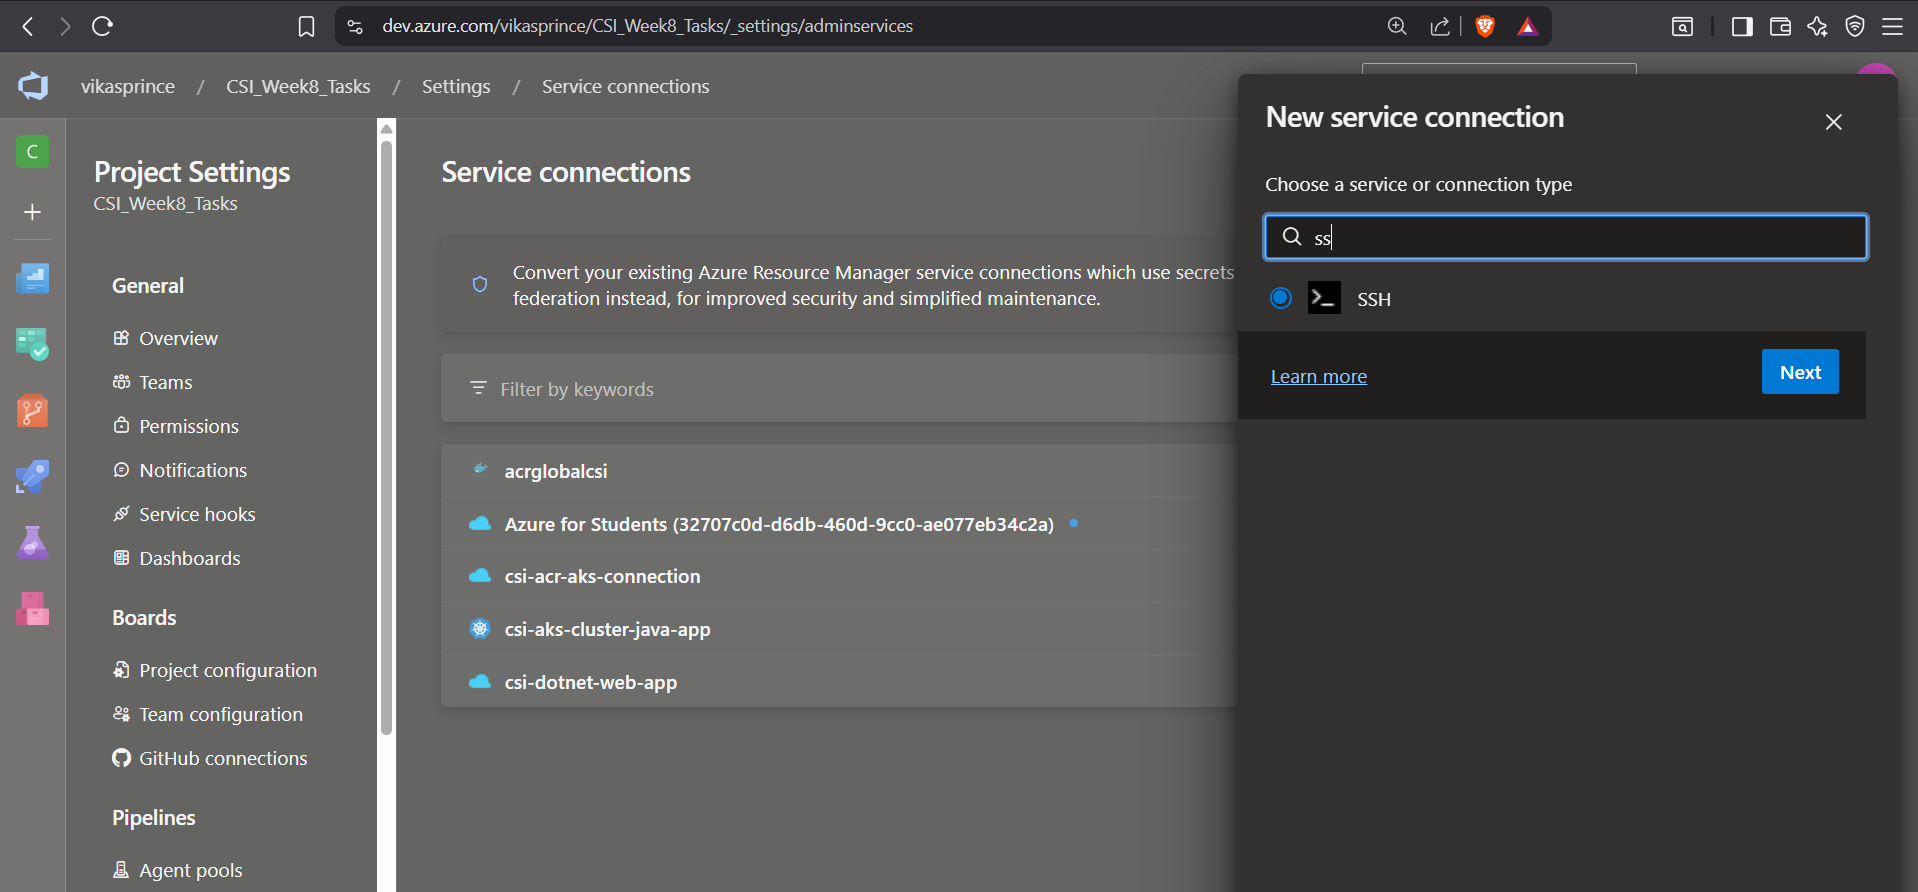 dev.azure.com/vikasprince/CSI_Week8_Tasks/_settings/adminservices
vikasprince / CSI_Week8_Tasks / Settings / Service connections
C
Project Settings
CSI_Week8_Tasks
General
Overview
Teams
Permissions
Notifications
Service hooks
Dashboards
Boards
Project configuration
Team configuration
GitHub connections
Pipelines
Agent pools
Service connections
Convert your existing Azure Resource Manager service connections which use secrets
federation instead, for improved security and simplified maintenance.
Filter by keywords
acrglobalcsi
Azure for Students (32707c0d-d6db-460d-9cc0-ae077eb34c2a)
csi-acr-aks-connection
csi-aks-cluster-java-app
csi-dotnet-web-app
New service connection
Choose a service or connection type
ss
SSH
Learn more
Next